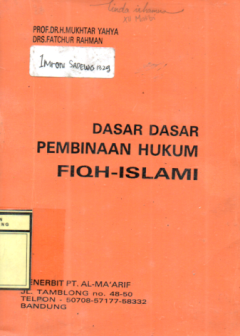 PROF.DR.H.MUKHTAR YAHYA
DRS.FATCHUR RAHMAN
IMRON
DASAR DASAR
PEMBINAAN HUKUM
FIQH-ISLAMI
PENERBIT PT. AL-MA'ARIF
JL. TAMBLONG no. 48-50
TELPON - 50708-57177-58332
BANDUNG